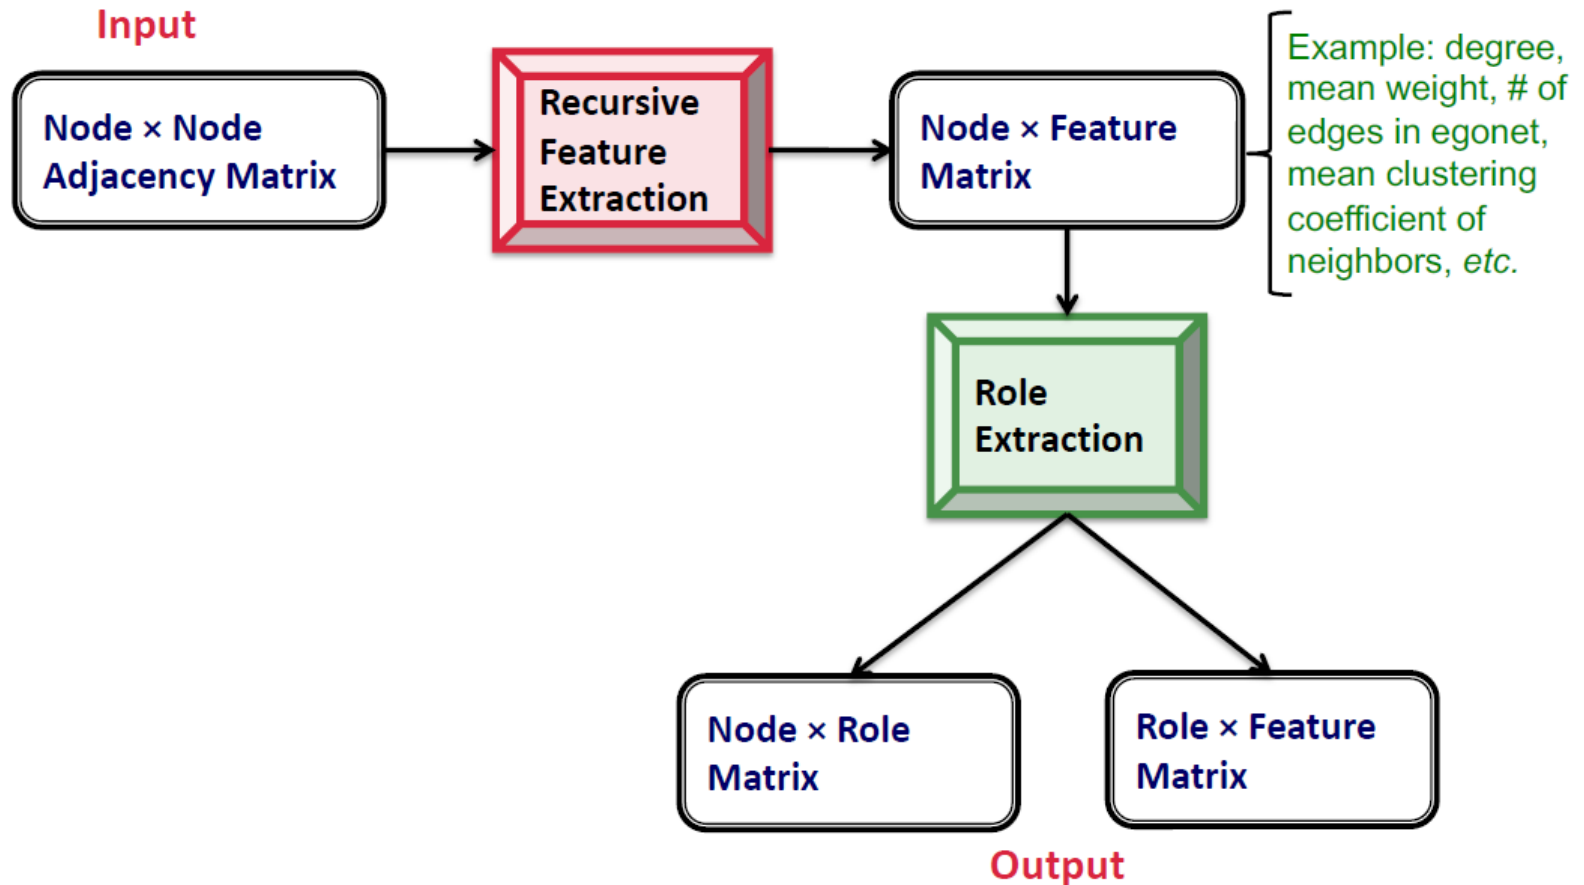 Input
Node × Node
Adjacency Matrix
Recursive
Feature
Extraction
Node × Feature
Matrix
Example: degree,
mean weight, # of
edges in egonet,
mean clustering
coefficient of
neighbors, etc.
Role
Extraction
Node × Role
Matrix
Role × Feature
Matrix
Output